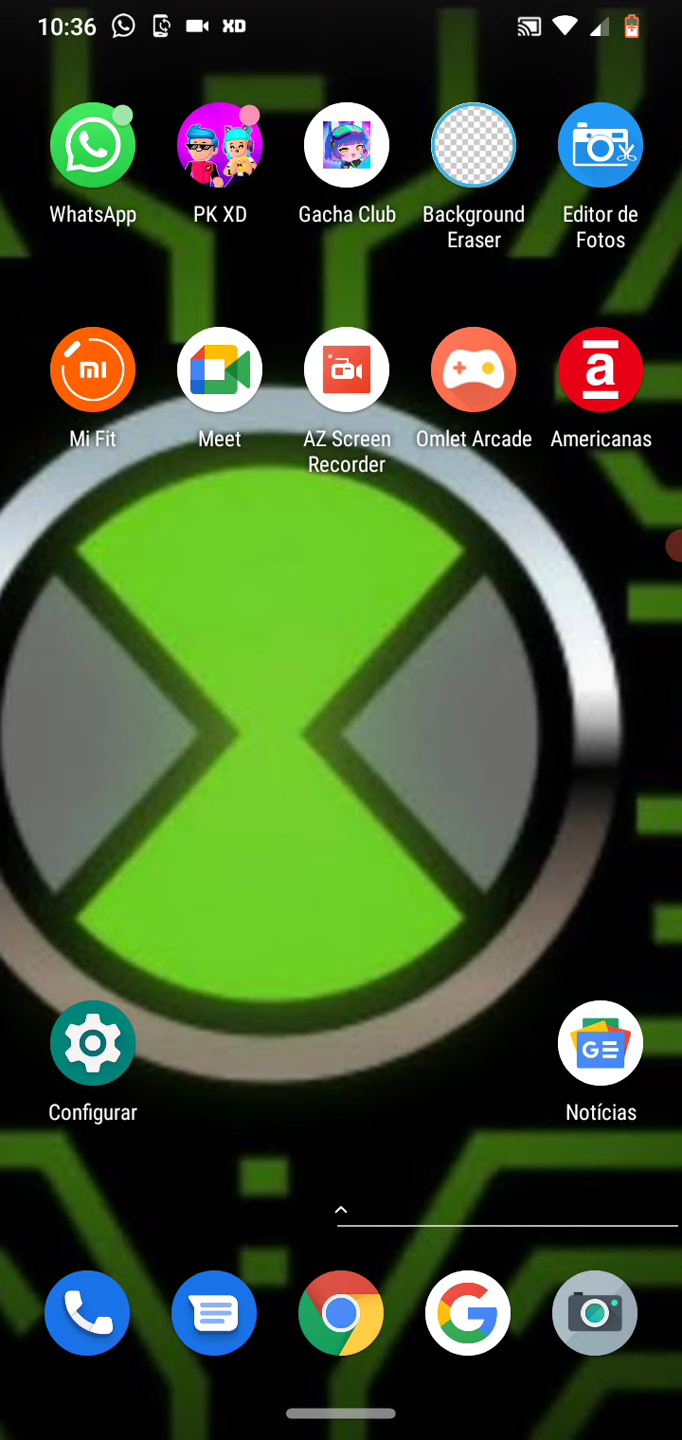 10:36 XD
WhatsApp
PK XD
Gacha Club
Background
Eraser
Editor de
Fotos
mi
a
Mi Fit
Meet
AZ Screen
Recorder
Omlet Arcade
Americanas
GE
Configurar
Notícias
G